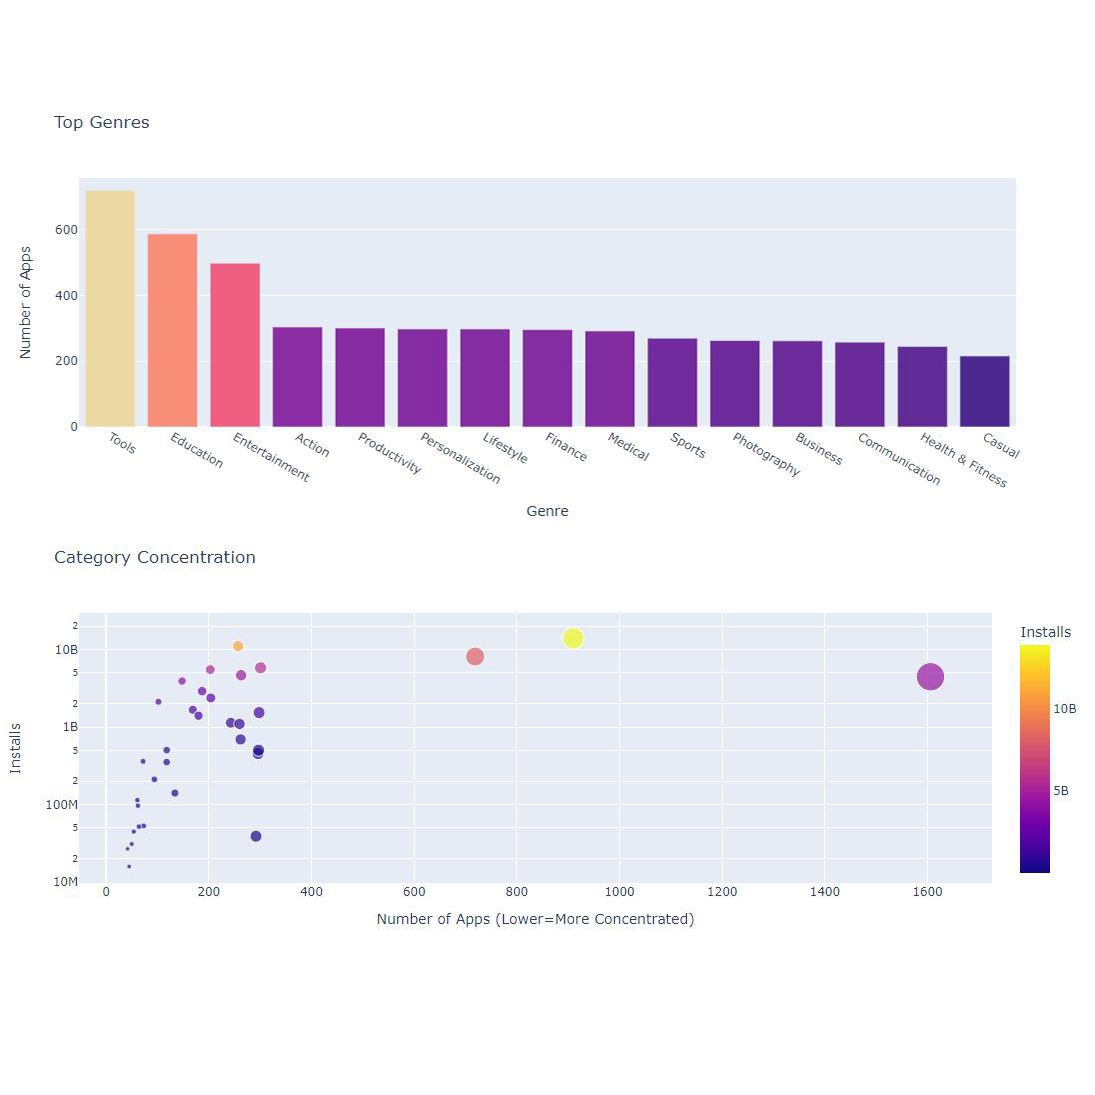 Top Genres
Number of Apps
600
400
200
0
Tools
Education
Entertainment
Action
Productivity
Personalization
Lifestyle
Finance
Medical
Sports
Photography
Business
Communication
Health & Fitness
Casual
Genre
Category Concentration
Installs
2
10B
5
2
1B
5
2
100M
5
2
10M
0
200
400
600
800
1000
1200
1400
1600
Number of Apps (Lower=More Concentrated)
Installs
10B
5B